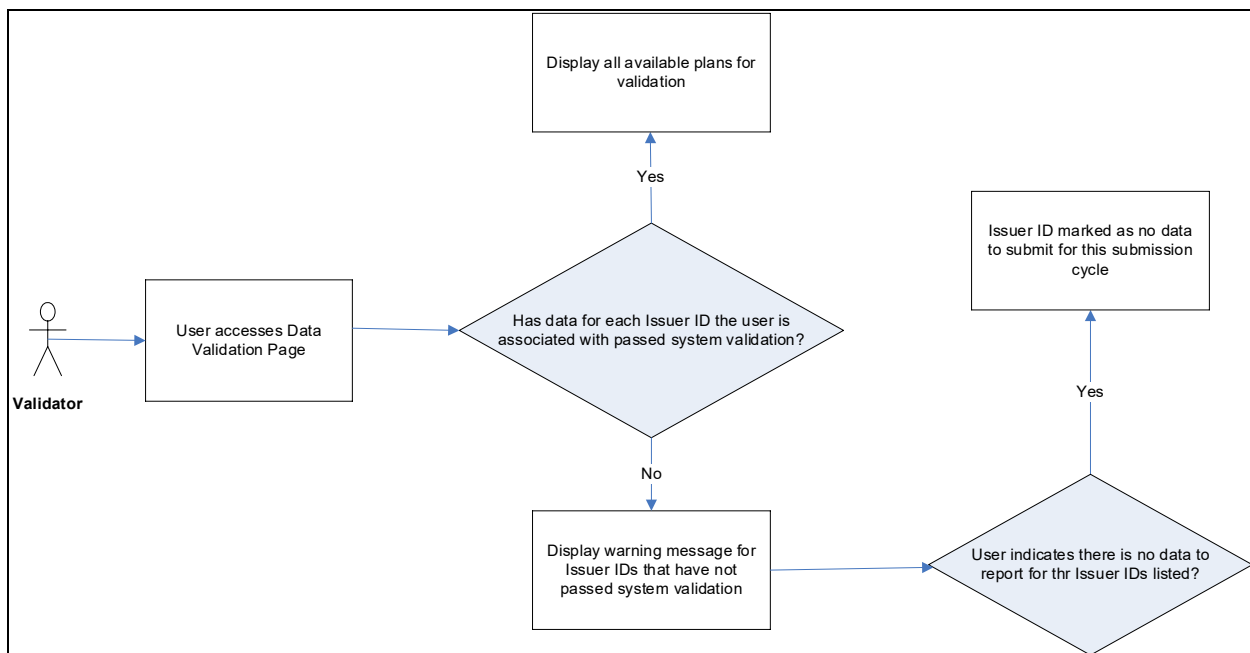 Display all available plans for
validation
Yes
Issuer ID marked as no data
to submit for this submission
cycle
User accesses Data
Validation Page
Has data for each Issuer ID the user is
associated with passed system validation?
Validator
Yes
No
Display warning message for
Issuer IDs that have not
passed system validation
User indicates there is no data to
report for thr Issuer IDs listed?